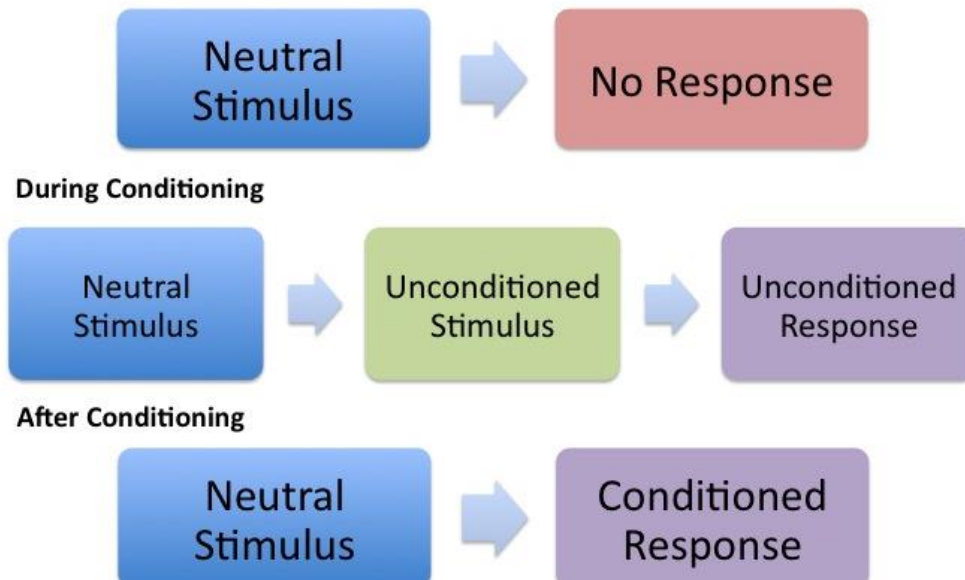 Neutral
Stimulus
No Response
During Conditioning
Neutral
Stimulus
Unconditioned
Stimulus
Unconditioned
Response
After Conditioning
Neutral
Stimulus
Conditioned
Response